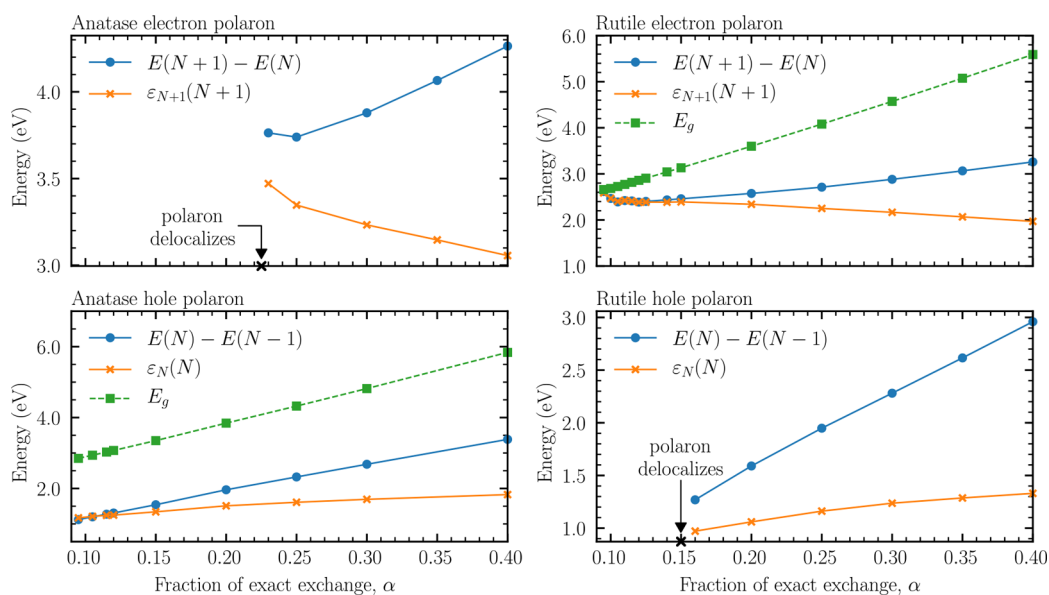 Anatase electron polaron
E(N + 1) − E(N)
ε_{N+1}(N + 1)
polaron
delocalizes
Energy (eV)
4.0
3.5
3.0
Rutile electron polaron
E(N + 1) − E(N)
ε_{N+1}(N + 1)
E_g
Energy (eV)
6.0
5.0
4.0
3.0
2.0
1.0
Anatase hole polaron
E(N) − E(N − 1)
ε_N(N)
E_g
Energy (eV)
6.0
4.0
2.0
0.10 0.15 0.20 0.25 0.30 0.35 0.40
Fraction of exact exchange, α
Rutile hole polaron
E(N) − E(N − 1)
ε_N(N)
polaron
delocalizes
Energy (eV)
3.0
2.5
2.0
1.5
1.0
0.10 0.15 0.20 0.25 0.30 0.35 0.40
Fraction of exact exchange, α